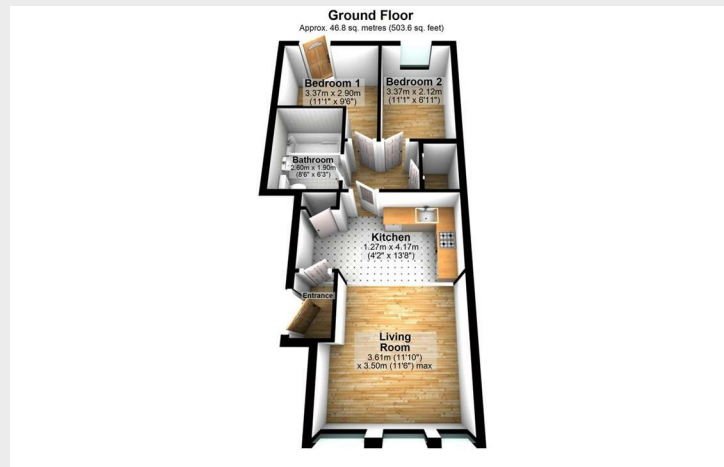 Ground Floor
Approx. 46.8 sq. metres (503.6 sq. feet)
Bedroom 1
3.37m x 2.90m
(11'1" x 9'6")
Bedroom 2
3.37m x 2.12m
(11'1" x 6'11")
Bathroom
2.60m x 1.90m
(8'6" x 6'3")
Kitchen
1.27m x 4.17m
(4'2" x 13'8")
Entrance
Living
Room
3.61m (11'10")
x 3.50m (11'6") max